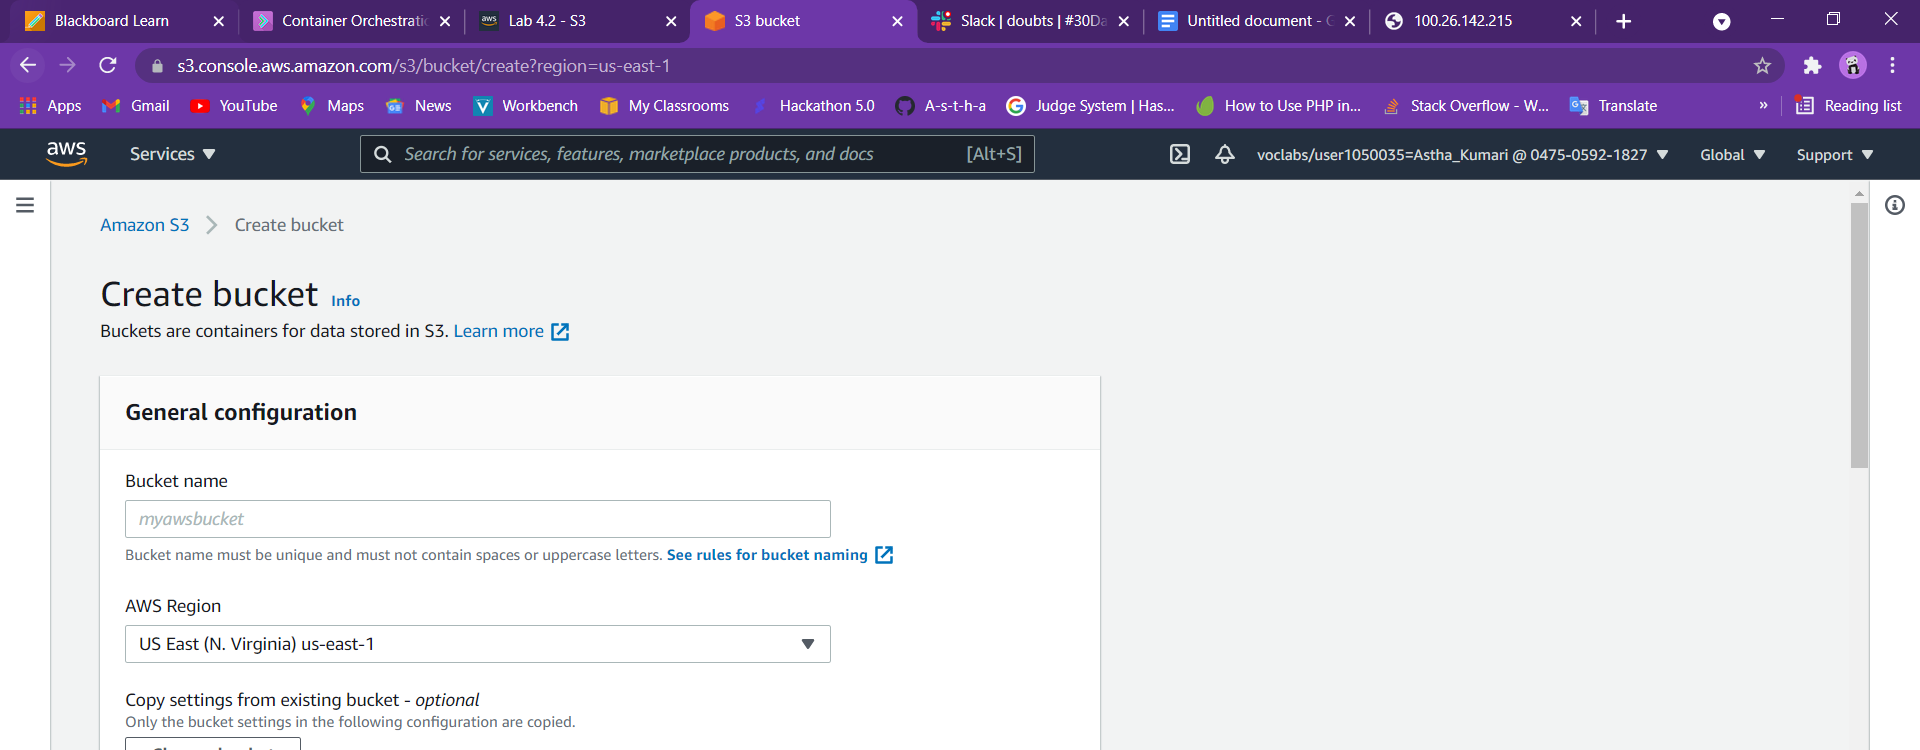 Blackboard Learn
Container Orchestratio
Lab 4.2 - S3
S3 bucket
Slack | doubts | #30Da
Untitled document - G
100.26.142.215
s3.console.aws.amazon.com/s3/bucket/create?region=us-east-1
Apps
Gmail
YouTube
Maps
News
Workbench
My Classrooms
Hackathon 5.0
A-s-t-h-a
Judge System | Has...
How to Use PHP in...
Stack Overflow - W...
Translate
»
Reading list
aws
Services
Search for services, features, marketplace products, and docs
[Alt+S]
voclabs/user1050035=Astha_Kumari @ 0475-0592-1827
Global
Support
Amazon S3
Create bucket
Create bucket Info
Buckets are containers for data stored in S3. Learn more
General configuration
Bucket name
myawsbucket
Bucket name must be unique and must not contain spaces or uppercase letters. See rules for bucket naming
AWS Region
US East (N. Virginia) us-east-1
Copy settings from existing bucket - optional
Only the bucket settings in the following configuration are copied.